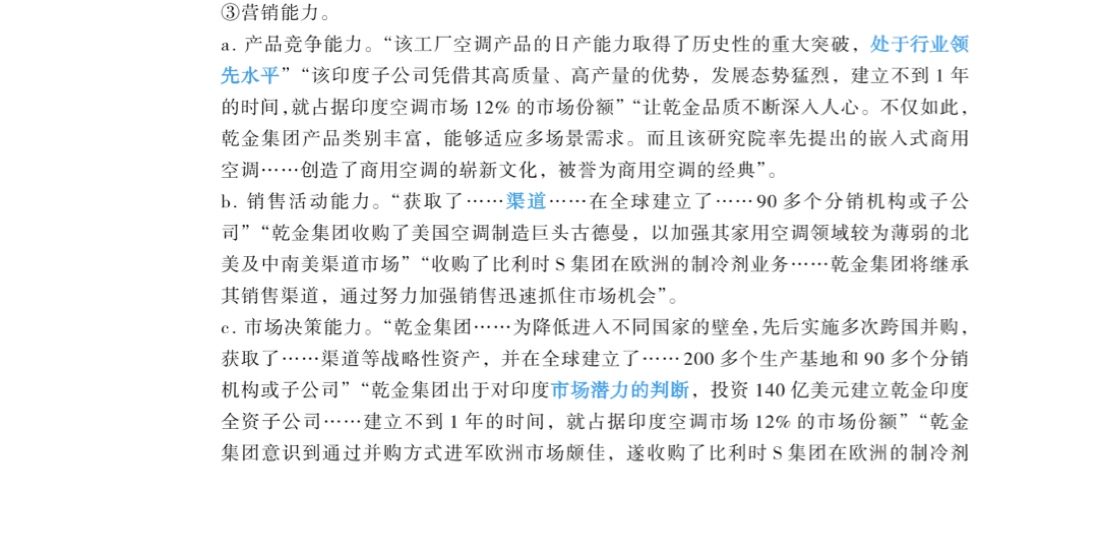 ③营销能力。
a. 产品竞争能力。“该工厂空调产品的日产能力取得了历史性的重大突破，处于行业领
先水平”“该印度子公司凭借其高质量、高产量的优势，发展态势猛烈，建立不到 1 年
的时间,就占据印度空调市场 12% 的市场份额”“让乾金品质不断深入人心。不仅如此,
乾金集团产品类别丰富，能够适应多场景需求。而且该研究院率先提出的嵌入式商用
空调……创造了商用空调的崭新文化，被誉为商用空调的经典”。
b. 销售活动能力。“获取了……渠道……在全球建立了……90 多个分销机构或子公
司”“乾金集团收购了美国空调制造巨头古德曼，以加强其家用空调领域较为薄弱的北
美及中南美渠道市场”“收购了比利时 S 集团在欧洲的制冷剂业务……乾金集团将继承
其销售渠道，通过努力加强销售迅速抓住市场机会”。
c. 市场决策能力。“乾金集团……为降低进入不同国家的壁垒,先后实施多次跨国并购,
获取了……渠道等战略性资产，并在全球建立了……200 多个生产基地和 90 多个分销
机构或子公司”“乾金集团出于对印度市场潜力的判断，投资 140 亿美元建立乾金印度
全资子公司……建立不到 1 年的时间，就占据印度空调市场 12% 的市场份额”“乾金
集团意识到通过并购方式进军欧洲市场颇佳，遂收购了比利时 S 集团在欧洲的制冷剂